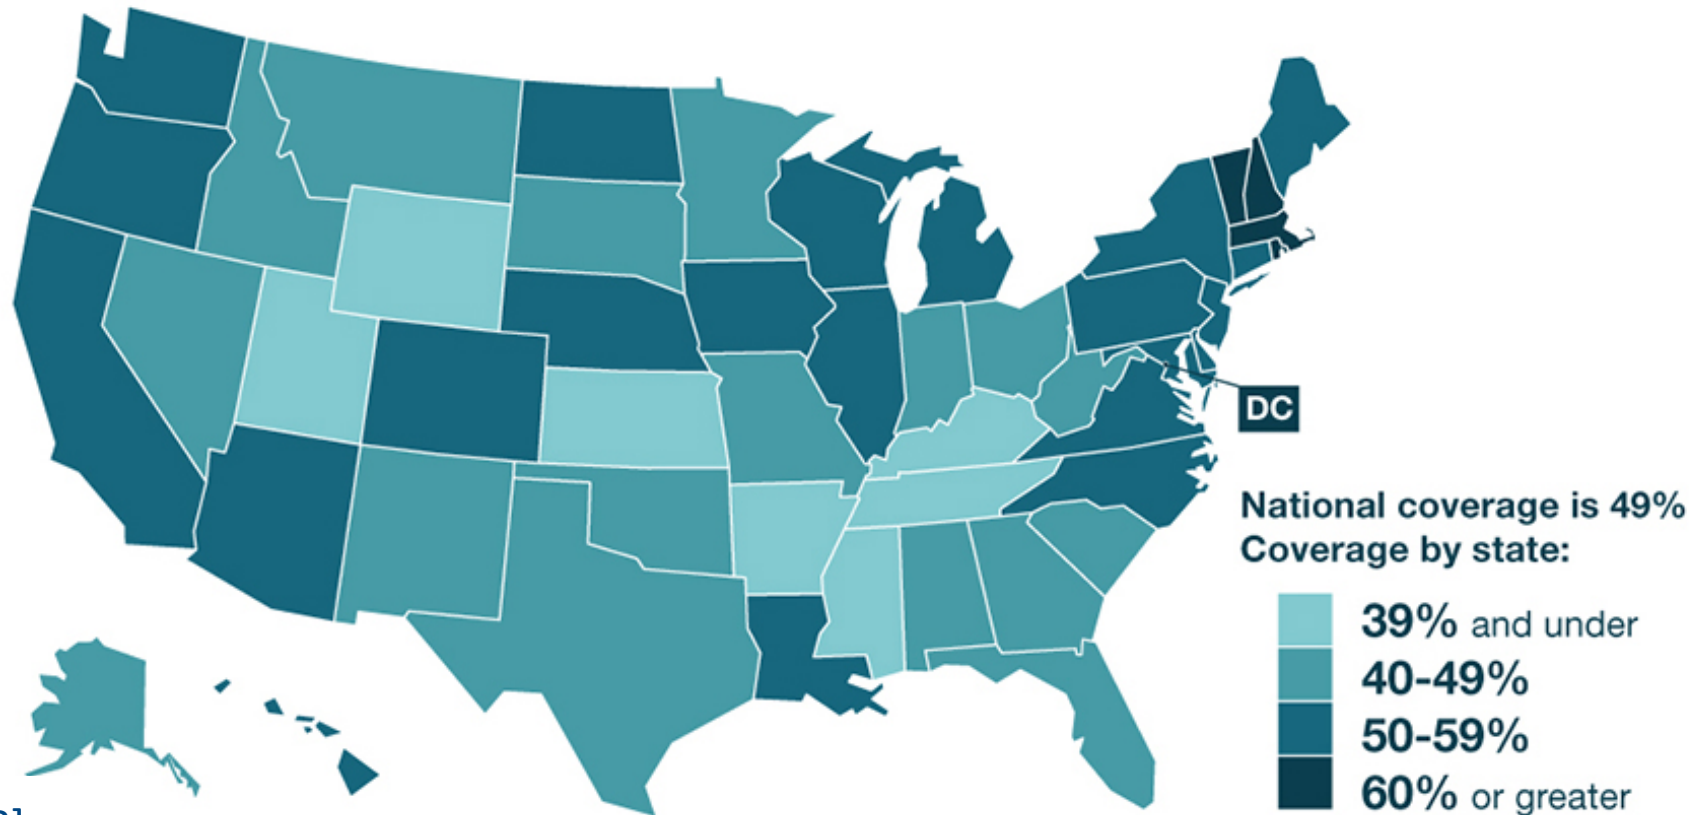 DC
National coverage is 49%
Coverage by state:
39% and under
40-49%
50-59%
60% or greater